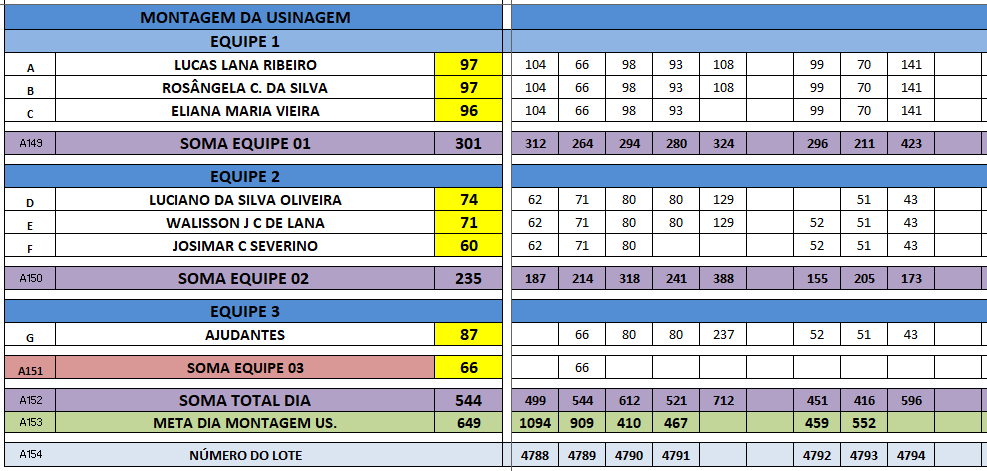 MONTAGEM DA USINAGEM
EQUIPE 1
A LUCAS LANA RIBEIRO 97 104 66 98 93 108 99 70 141
B ROSÂNGELA C. DA SILVA 97 104 66 98 93 108 99 70 141
C ELIANA MARIA VIEIRA 96 104 66 98 93 99 70 141
A149 SOMA EQUIPE 01 301 312 264 294 280 324 296 211 423
EQUIPE 2
D LUCIANO DA SILVA OLIVEIRA 74 62 71 80 80 129 51 43
E WALISSON J C DE LANA 71 62 71 80 80 129 52 51 43
F JOSIMAR C SEVERINO 60 62 71 80 52 51 43
A150 SOMA EQUIPE 02 235 187 214 318 241 388 155 205 173
EQUIPE 3
G AJUDANTES 87 66 80 80 237 52 51 43
A151 SOMA EQUIPE 03 66 66
A152 SOMA TOTAL DIA 544 499 544 612 521 712 451 416 596
A153 META DIA MONTAGEM US. 649 1094 909 410 467 459 552
A154 NÚMERO DO LOTE 4788 4789 4790 4791 4792 4793 4794